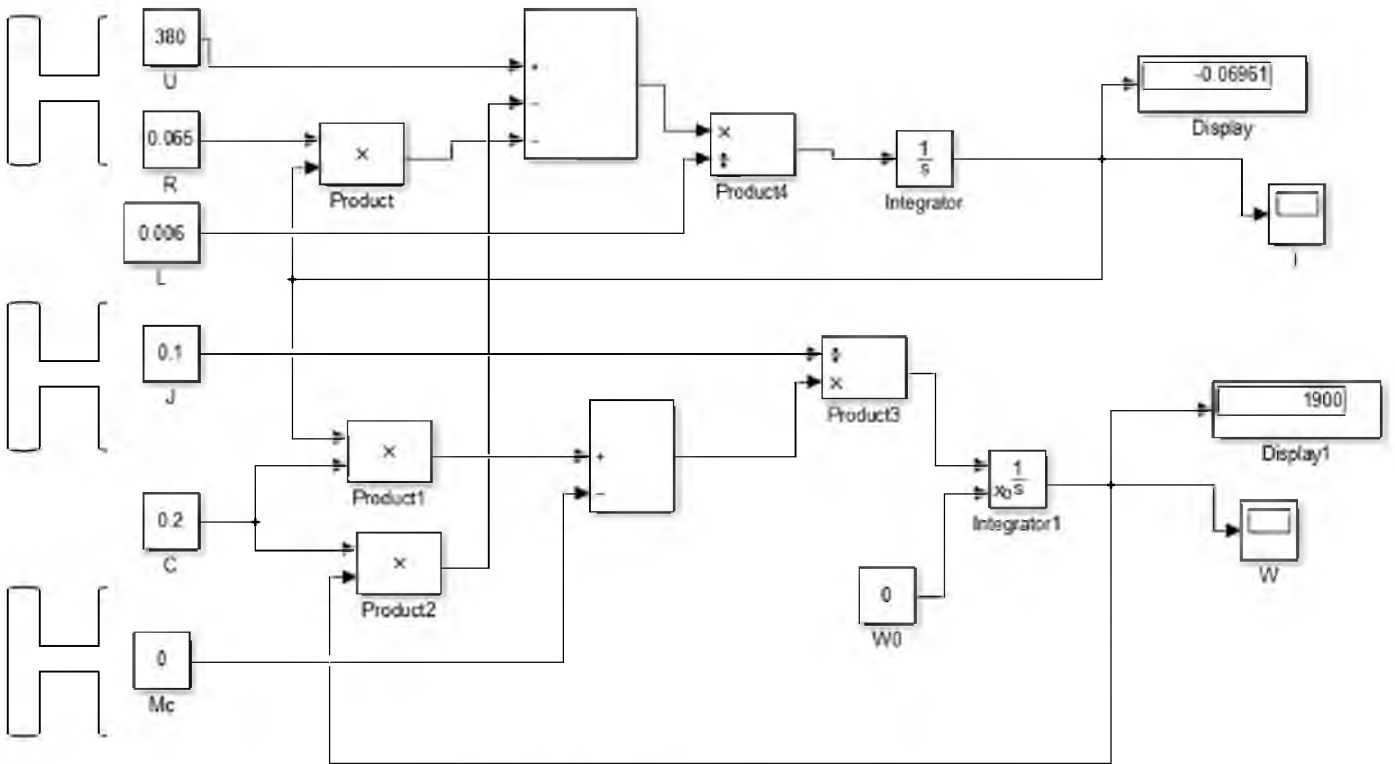 380
U
0.065
R
0.006
L
×
Product
+
−
−
×
÷
Product4
1
s
Integrator
-0.06961
Display
I
0.1
J
÷
×
Product3
0.2
C
×
Product1
×
Product2
+
−
1
x₀ s
Integrator1
0
W0
1900
Display1
W
0
Mc